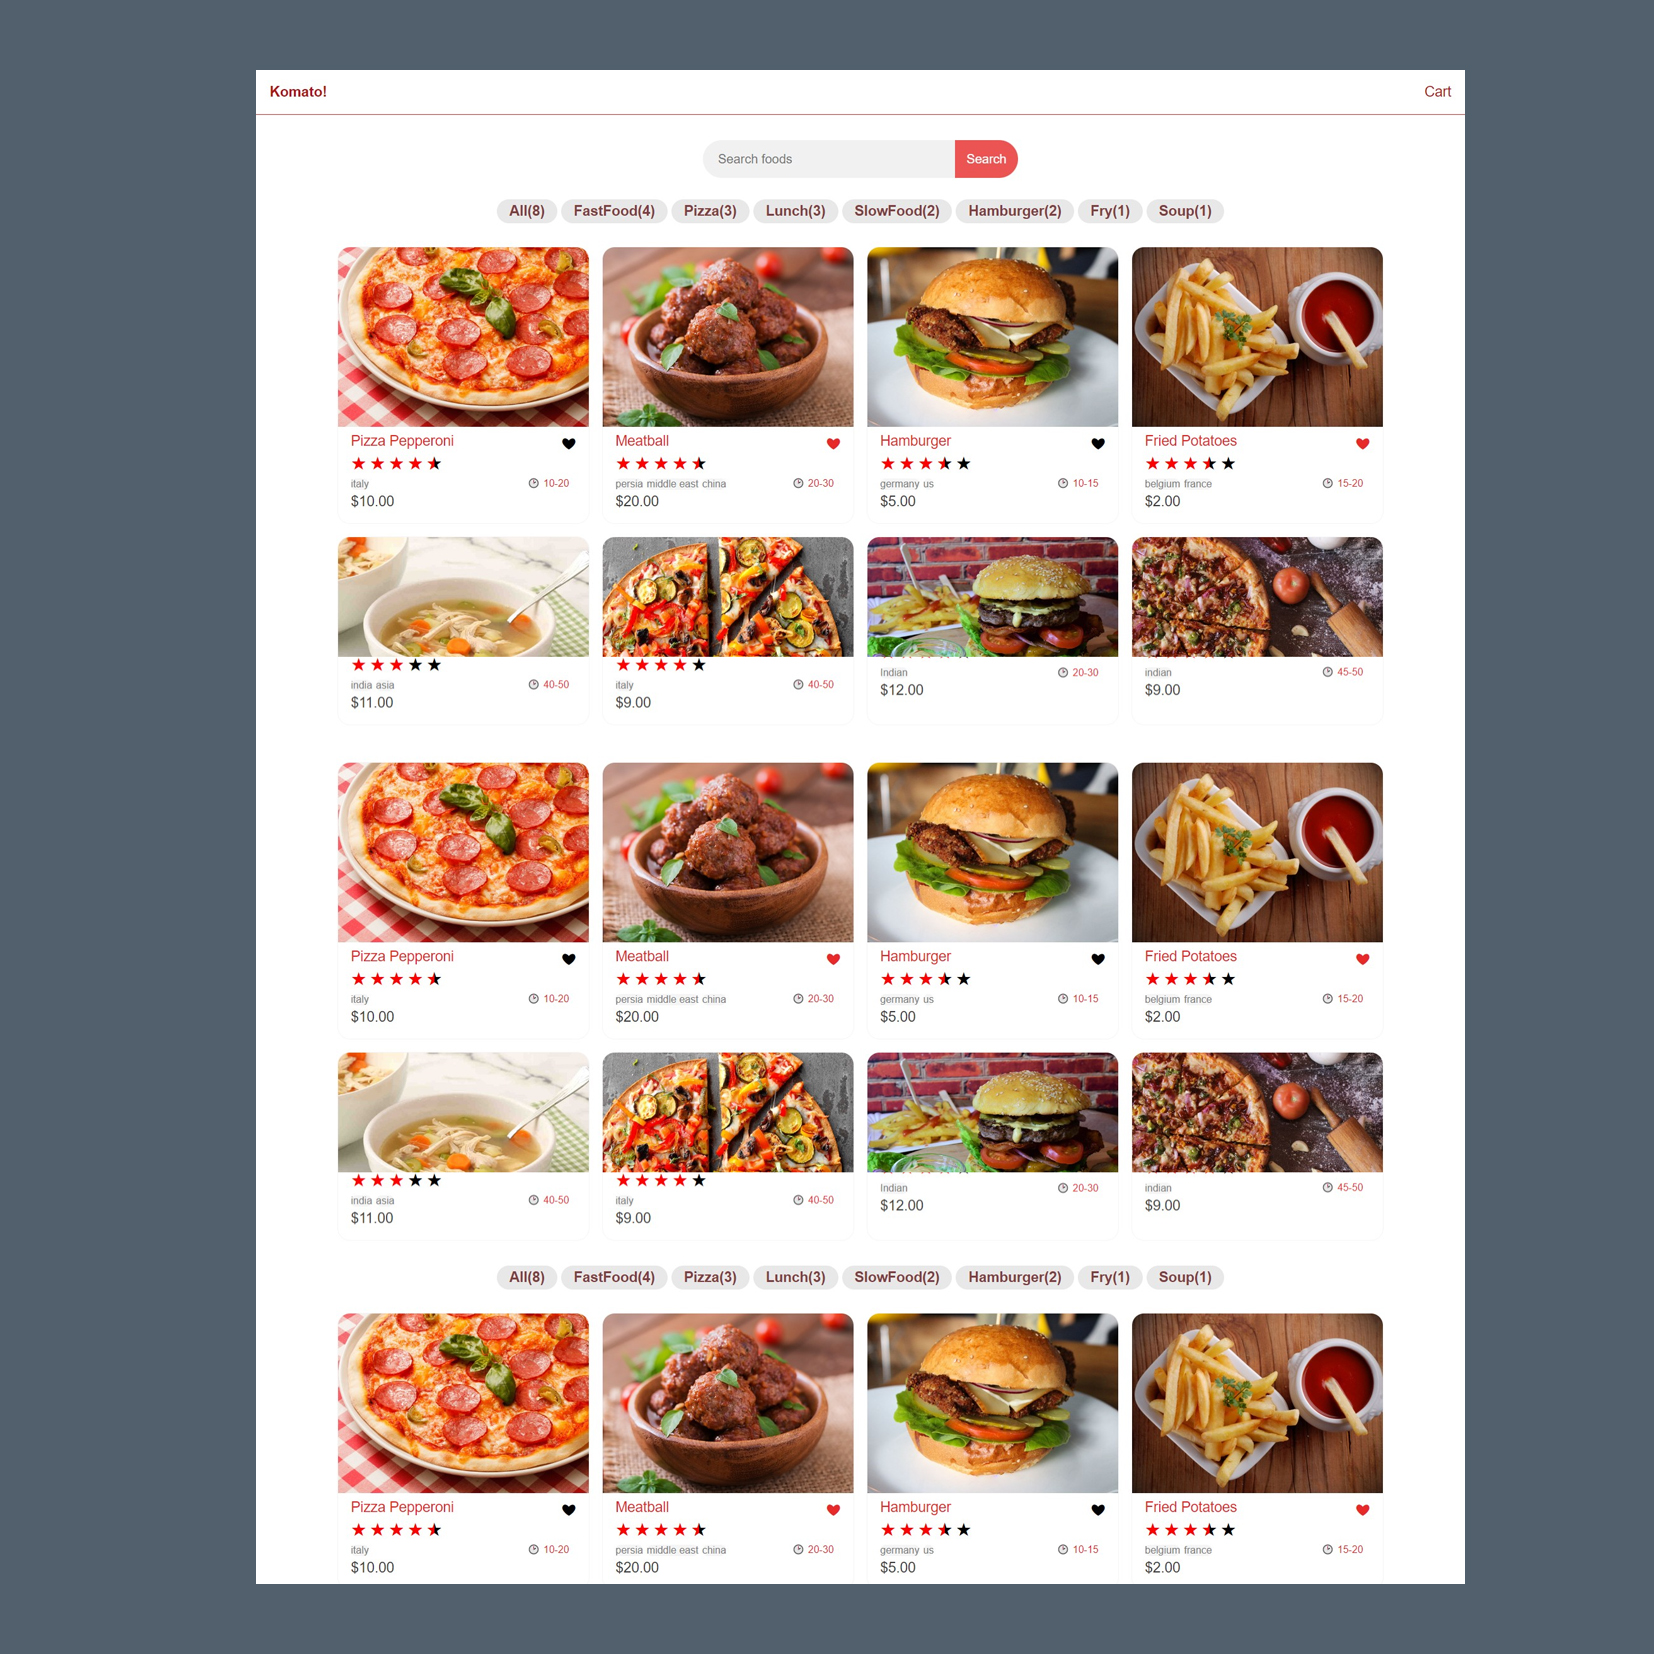 Komato! Cart
Search foods Search
All(8) FastFood(4) Pizza(3) Lunch(3) SlowFood(2) Hamburger(2) Fry(1) Soup(1)
Pizza Pepperoni Meatball Hamburger Fried Potatoes
italy 10-20 persia middle east china 20-30 germany us 10-15 belgium france 15-20
$10.00 $20.00 $5.00 $2.00
india asia 40-50 italy 40-50 Indian 20-30 indian 45-50
$11.00 $9.00 $12.00 $9.00
Pizza Pepperoni Meatball Hamburger Fried Potatoes
italy 10-20 persia middle east china 20-30 germany us 10-15 belgium france 15-20
$10.00 $20.00 $5.00 $2.00
india asia 40-50 italy 40-50 Indian 20-30 indian 45-50
$11.00 $9.00 $12.00 $9.00
All(8) FastFood(4) Pizza(3) Lunch(3) SlowFood(2) Hamburger(2) Fry(1) Soup(1)
Pizza Pepperoni Meatball Hamburger Fried Potatoes
italy 10-20 persia middle east china 20-30 germany us 10-15 belgium france 15-20
$10.00 $20.00 $5.00 $2.00